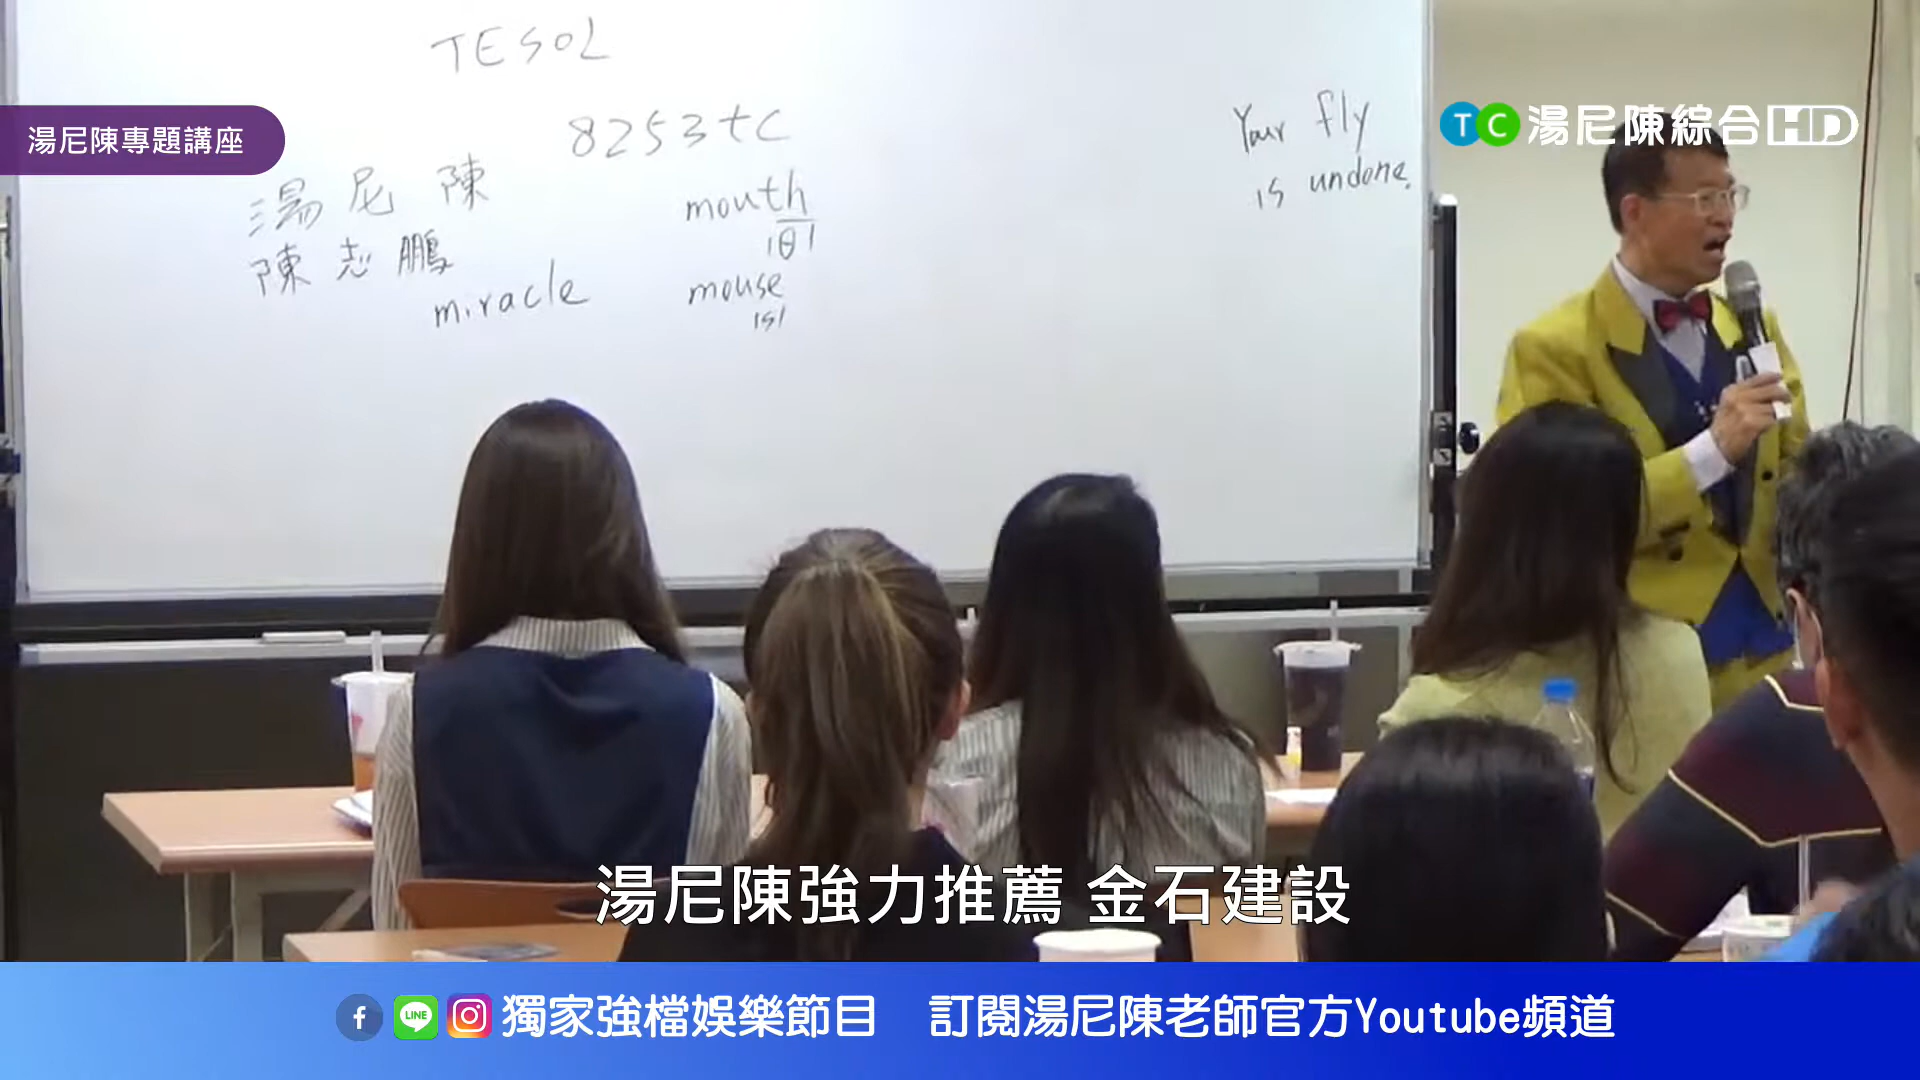 TESOL
8253tc
湯尼陳專題講座
TC 湯尼陳綜合HD
Your fly
is undone.
湯尼陳
mouth
/θ/
陳志鵬
miracle
mouse
/s/
湯尼陳強力推薦 金石建設
f LINE 獨家強檔娛樂節目 訂閱湯尼陳老師官方Youtube頻道